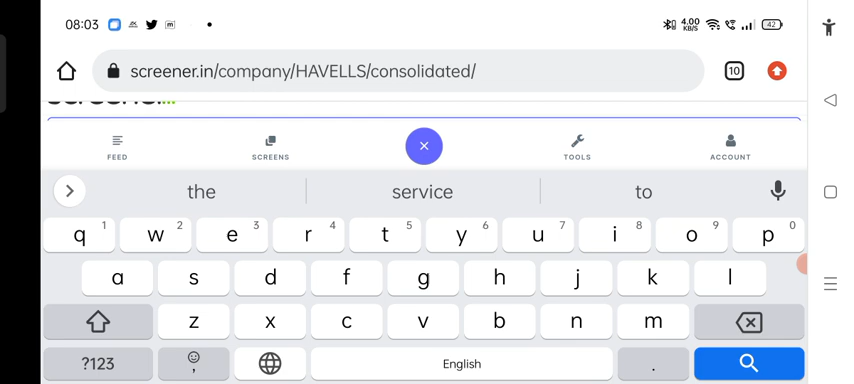 08:03 m 4.00 KB/S 42
screener.in/company/HAVELLS/consolidated/ 10
FEED SCREENS TOOLS ACCOUNT
the service to
q 1 w 2 e 3 r 4 t 5 y 6 u 7 i 8 o 9 p 0
a s d f g h j k l
z x c v b n m
?123 , English .